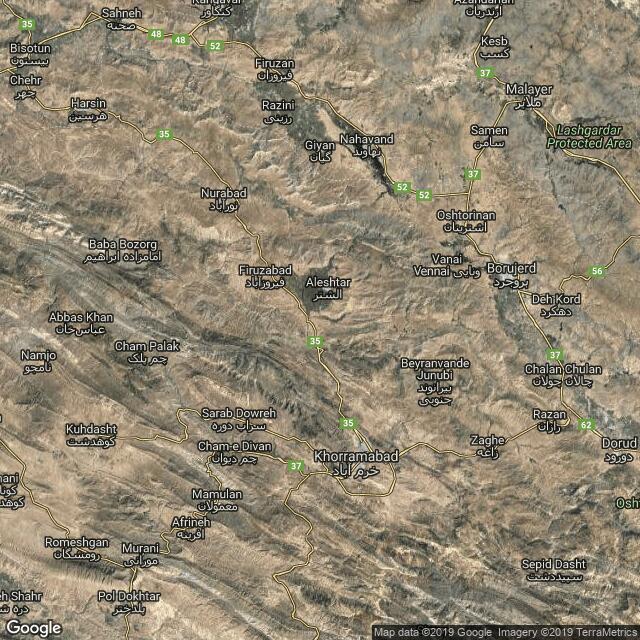 Kangavar
کنگاور
Azandarian
ازندریان
Sahneh
صحنه
35
48
48
52
Kesb
کسب
Bisotun
بیستون
Firuzan
فیروزان
37
Chehr
چهر
Malayer
ملایر
Harsin
هرسین
Razini
رزینی
Samen
سامن
Lashgardar
Protected Area
35
Nahavand
نهاوند
Giyan
گیان
37
52
52
Nurabad
نورآباد
Oshtorinan
اشترینان
Baba Bozorg
امامزاده ابراهیم
Vanai
Vennai ونایی
Borujerd
بروجرد
56
Firuzabad
فیروزآباد
Aleshtar
الشتر
Deh Kord
دهکرد
Abbas Khan
عباس‌خان
35
Cham Palak
چم پلک
Namjo
نامجو
37
Beyranvande
Junubi
بیرانوند
جنوبی
Chalan Chulan
چالان چولان
Sarab Dowreh
سراب دوره
35
Razan
رازان
62
Kuhdasht
کوهدشت
Cham-e Divan
چم دیوان
Zaghe
زاغه
Dorud
دورود
37
Khorramabad
خرم آباد
Mamulan
معمولان
Afrineh
آفرینه
Romeshgan
رومشگان
Murani
مورانی
Sepid Dasht
سپیددشت
Pol Dokhtar
پلدختر
Google
Map data ©2019 Google Imagery ©2019 TerraMetrics